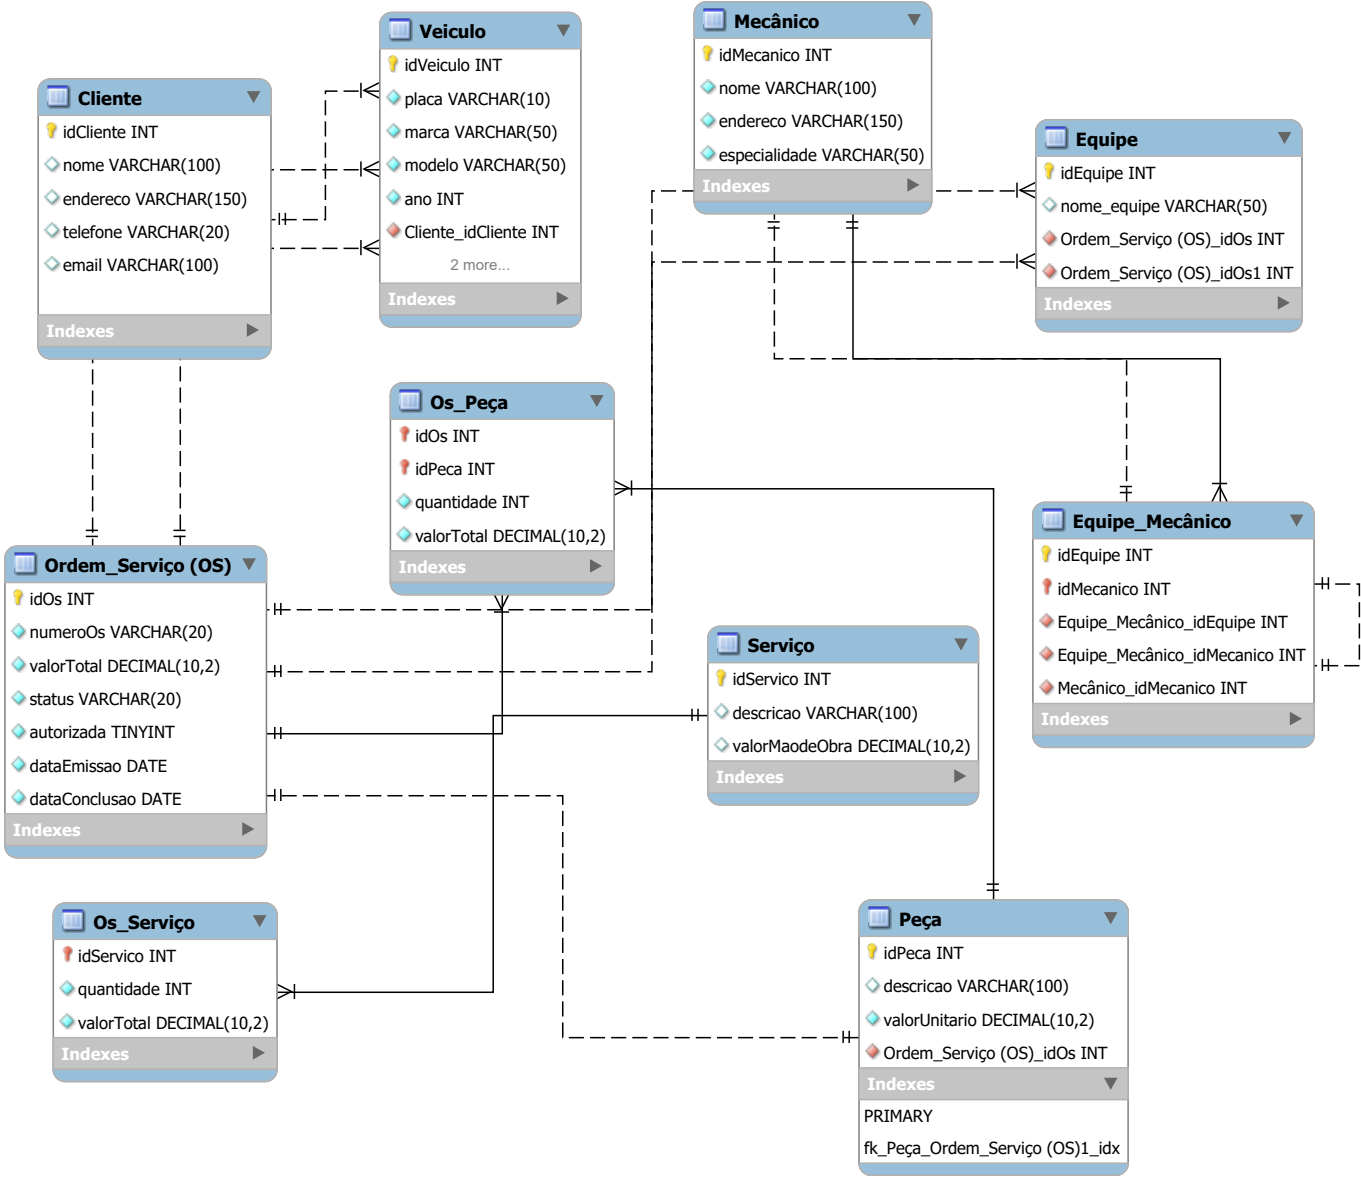 Cliente
idCliente INT
nome VARCHAR(100)
endereco VARCHAR(150)
telefone VARCHAR(20)
email VARCHAR(100)
Indexes
Veiculo
idVeiculo INT
placa VARCHAR(10)
marca VARCHAR(50)
modelo VARCHAR(50)
ano INT
Cliente_idCliente INT
2 more...
Indexes
Mecânico
idMecanico INT
nome VARCHAR(100)
endereco VARCHAR(150)
especialidade VARCHAR(50)
Indexes
Equipe
idEquipe INT
nome_equipe VARCHAR(50)
Ordem_Serviço (OS)_idOs INT
Ordem_Serviço (OS)_idOs1 INT
Indexes
Os_Peça
idOs INT
idPeca INT
quantidade INT
valorTotal DECIMAL(10,2)
Indexes
Equipe_Mecânico
idEquipe INT
idMecanico INT
Equipe_Mecânico_idEquipe INT
Equipe_Mecânico_idMecanico INT
Mecânico_idMecanico INT
Indexes
Ordem_Serviço (OS)
idOs INT
numeroOs VARCHAR(20)
valorTotal DECIMAL(10,2)
status VARCHAR(20)
autorizada TINYINT
dataEmissao DATE
dataConclusao DATE
Indexes
Serviço
idServico INT
descricao VARCHAR(100)
valorMaodeObra DECIMAL(10,2)
Indexes
Os_Serviço
idServico INT
quantidade INT
valorTotal DECIMAL(10,2)
Indexes
Peça
idPeca INT
descricao VARCHAR(100)
valorUnitario DECIMAL(10,2)
Ordem_Serviço (OS)_idOs INT
Indexes
PRIMARY
fk_Peça_Ordem_Serviço (OS)1_idx